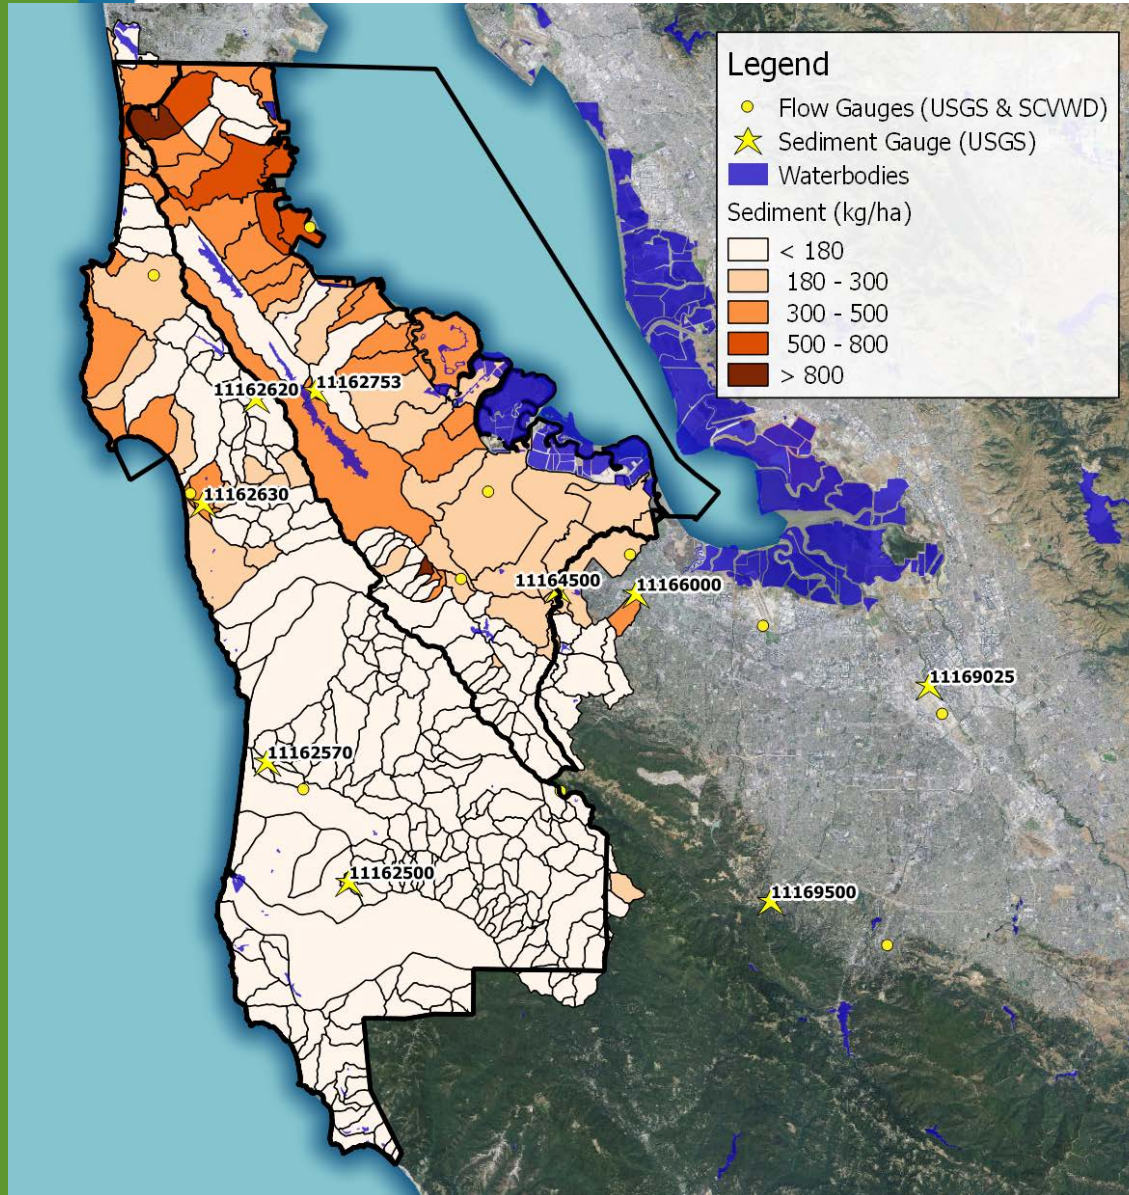 Legend
Flow Gauges (USGS & SCVWD)
Sediment Gauge (USGS)
Waterbodies
Sediment (kg/ha)
< 180
180 - 300
300 - 500
500 - 800
> 800
11162620
11162753
11162630
11164500
11166000
11169025
11162570
11162500
11169500